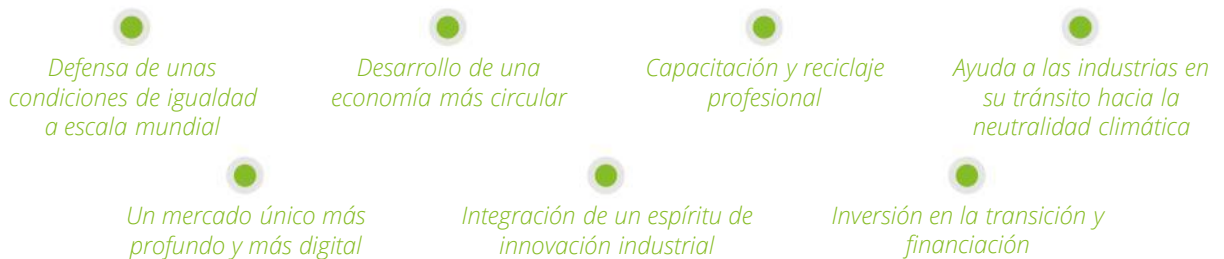 Defensa de unas
condiciones de igualdad
a escala mundial
Desarrollo de una
economía más circular
Capacitación y reciclaje
profesional
Ayuda a las industrias en
su tránsito hacia la
neutralidad climática
Un mercado único más
profundo y más digital
Integración de un espíritu de
innovación industrial
Inversión en la transición y
financiación